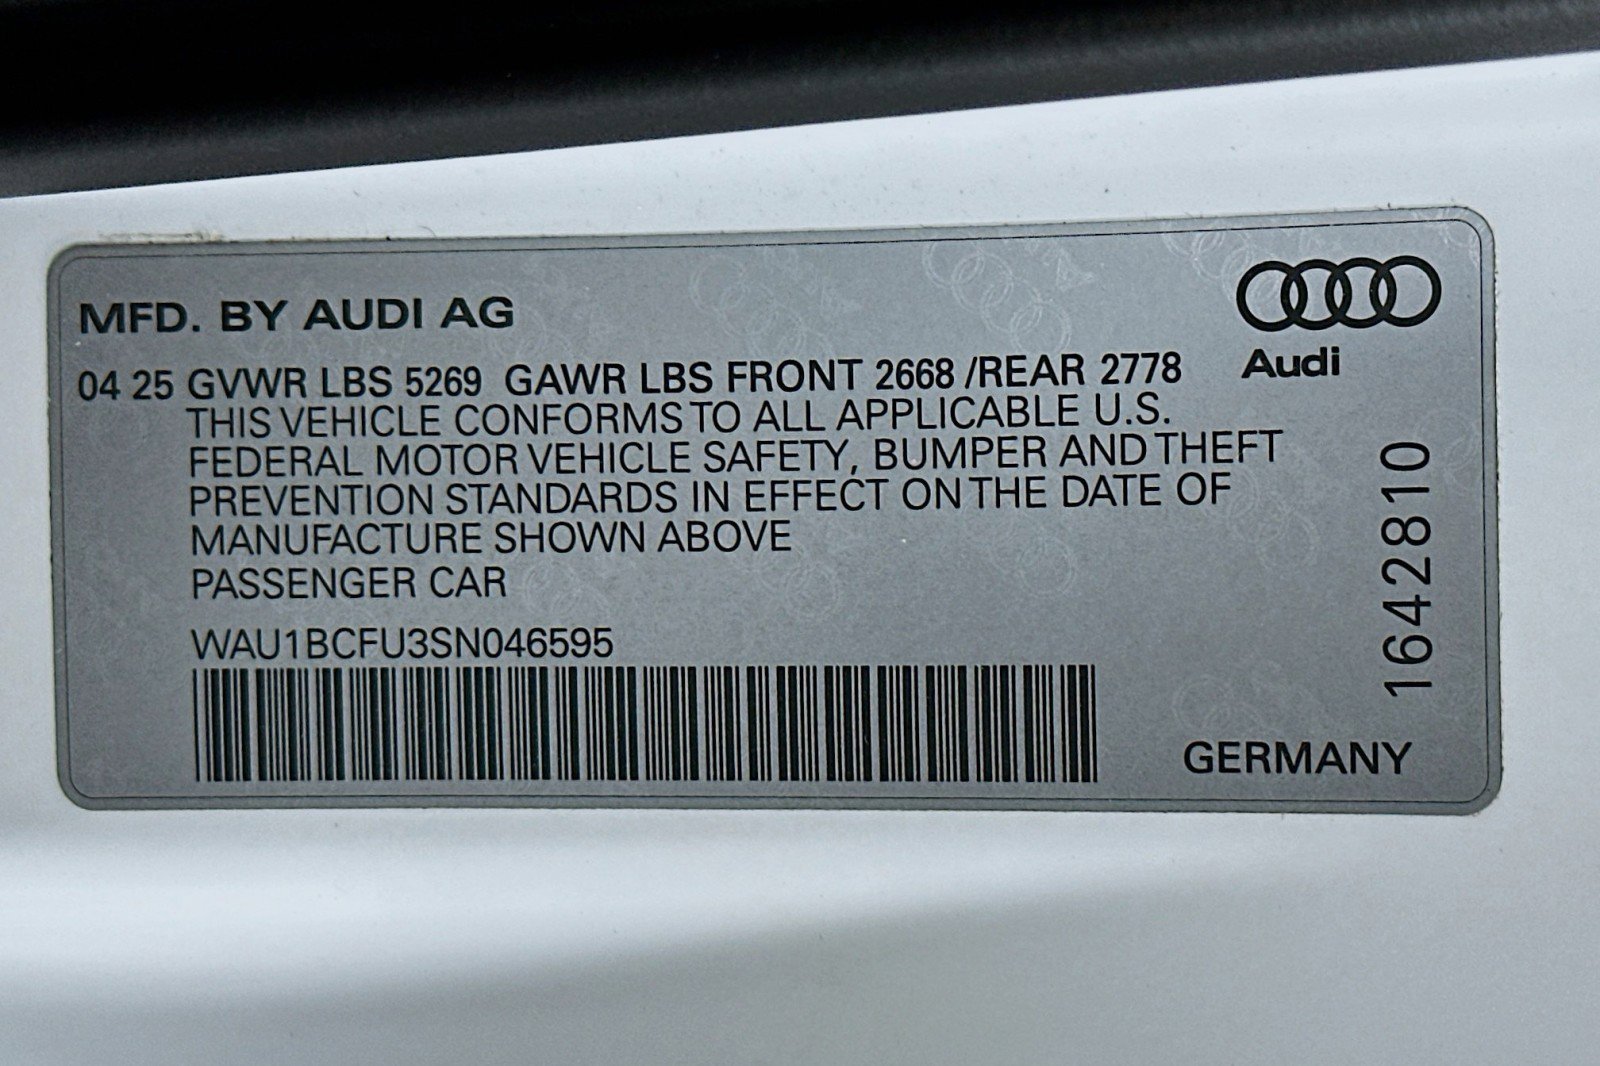 MFD. BY AUDI AG
Audi
04 25 GVWR LBS 5269 GAWR LBS FRONT 2668 /REAR 2778
THIS VEHICLE CONFORMS TO ALL APPLICABLE U.S.
FEDERAL MOTOR VEHICLE SAFETY, BUMPER AND THEFT
PREVENTION STANDARDS IN EFFECT ON THE DATE OF
MANUFACTURE SHOWN ABOVE
PASSENGER CAR
WAU1BCFU3SN046595
1642810
GERMANY